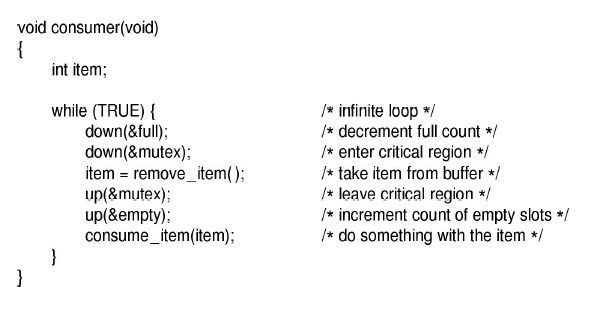 void consumer(void)
{
int item;
while (TRUE) { /* infinite loop */
down(&full); /* decrement full count */
down(&mutex); /* enter critical region */
item = remove_item( ); /* take item from buffer */
up(&mutex); /* leave critical region */
up(&empty); /* increment count of empty slots */
consume_item(item); /* do something with the item */
}
}